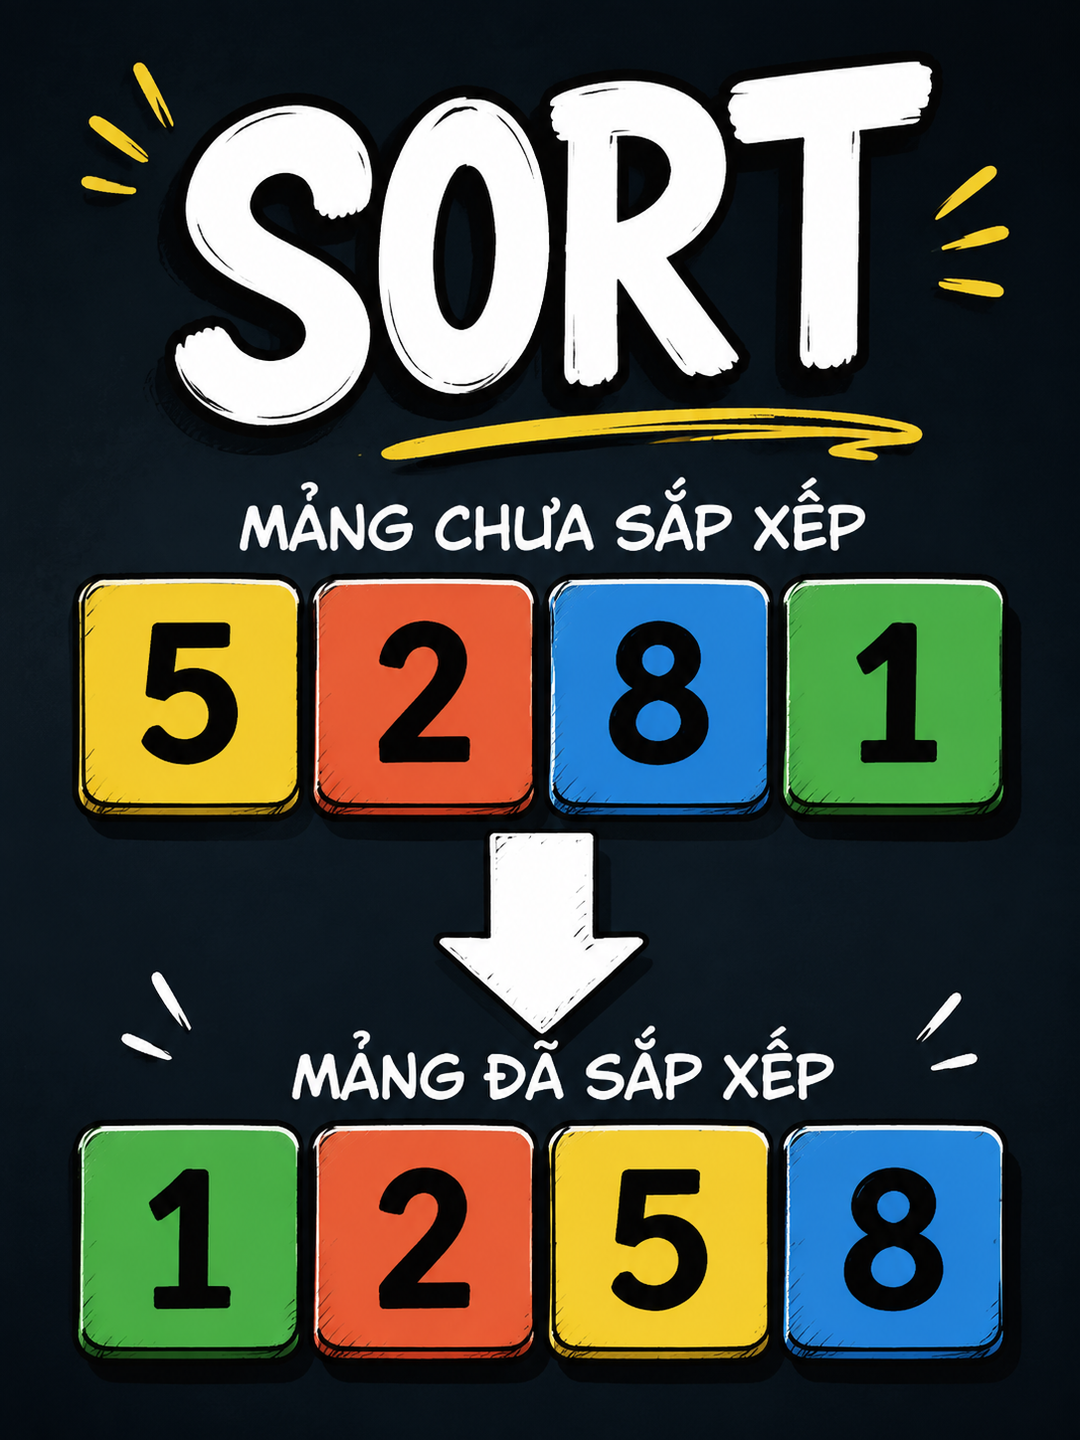 SORT
MẢNG CHƯA SẮP XẾP
5 2 8 1
MẢNG ĐÃ SẮP XẾP
1 2 5 8